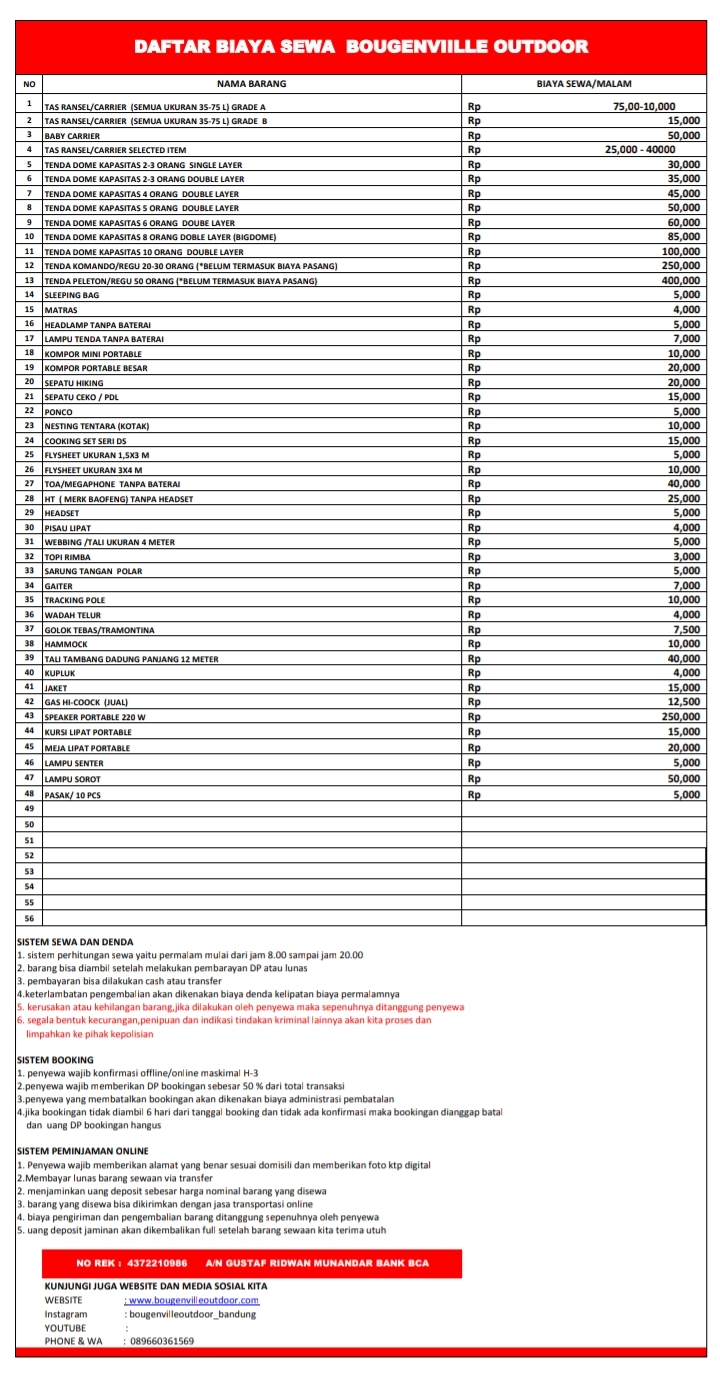 DAFTAR BIAYA SEWA BOUGENVIILLE OUTDOOR
NO NAMA BARANG BIAYA SEWA/MALAM
1 TAS RANSEL/CARRIER (SEMUA UKURAN 35-75 L) GRADE A Rp 75,00-10,000
2 TAS RANSEL/CARRIER (SEMUA UKURAN 35-75 L) GRADE B Rp 15,000
3 BABY CARRIER Rp 50,000
4 TAS RANSEL/CARRIER SELECTED ITEM Rp 25,000 - 40000
5 TENDA DOME KAPASITAS 2-3 ORANG SINGLE LAYER Rp 30,000
6 TENDA DOME KAPASITAS 2-3 ORANG DOUBLE LAYER Rp 35,000
7 TENDA DOME KAPASITAS 4 ORANG DOUBLE LAYER Rp 45,000
8 TENDA DOME KAPASITAS 5 ORANG DOUBLE LAYER Rp 50,000
9 TENDA DOME KAPASITAS 6 ORANG DOUBE LAYER Rp 60,000
10 TENDA DOME KAPASITAS 8 ORANG DOBLE LAYER (BIGDOME) Rp 85,000
11 TENDA DOME KAPASITAS 10 ORANG DOUBLE LAYER Rp 100,000
12 TENDA KOMANDO/REGU 20-30 ORANG (*BELUM TERMASUK BIAYA PASANG) Rp 250,000
13 TENDA PELETON/REGU 50 ORANG (*BELUM TERMASUK BIAYA PASANG) Rp 400,000
14 SLEEPING BAG Rp 5,000
15 MATRAS Rp 4,000
16 HEADLAMP TANPA BATERAI Rp 5,000
17 LAMPU TENDA TANPA BATERAI Rp 7,000
18 KOMPOR MINI PORTABLE Rp 10,000
19 KOMPOR PORTABLE BESAR Rp 20,000
20 SEPATU HIKING Rp 20,000
21 SEPATU CEKO / PDL Rp 15,000
22 PONCO Rp 5,000
23 NESTING TENTARA (KOTAK) Rp 10,000
24 COOKING SET SERI DS Rp 15,000
25 FLYSHEET UKURAN 1,5X3 M Rp 5,000
26 FLYSHEET UKURAN 3X4 M Rp 10,000
27 TOA/MEGAPHONE TANPA BATERAI Rp 40,000
28 HT ( MERK BAOFENG) TANPA HEADSET Rp 25,000
29 HEADSET Rp 5,000
30 PISAU LIPAT Rp 4,000
31 WEBBING /TALI UKURAN 4 METER Rp 5,000
32 TOPI RIMBA Rp 3,000
33 SARUNG TANGAN POLAR Rp 5,000
34 GAITER Rp 7,000
35 TRACKING POLE Rp 10,000
36 WADAH TELUR Rp 4,000
37 GOLOK TEBAS/TRAMONTINA Rp 7,500
38 HAMMOCK Rp 10,000
39 TALI TAMBANG DADUNG PANJANG 12 METER Rp 40,000
40 KUPLUK Rp 4,000
41 JAKET Rp 15,000
42 GAS HI-COOCK (JUAL) Rp 12,500
43 SPEAKER PORTABLE 220 W Rp 250,000
44 KURSI LIPAT PORTABLE Rp 15,000
45 MEJA LIPAT PORTABLE Rp 20,000
46 LAMPU SENTER Rp 5,000
47 LAMPU SOROT Rp 50,000
48 PASAK/ 10 PCS Rp 5,000
49
50
51
52
53
54
55
56
SISTEM SEWA DAN DENDA
1. sistem perhitungan sewa yaitu permalam mulai dari jam 8.00 sampai jam 20.00
2. barang bisa diambil setelah melakukan pembarayan DP atau lunas
3. pembayaran bisa dilakukan cash atau transfer
4.keterlambatan pengembalian akan dikenakan biaya denda kelipatan biaya permalamnya
5. kerusakan atau kehilangan barang,jika dilakukan oleh penyewa maka sepenuhnya ditanggung penyewa
6. segala bentuk kecurangan,penipuan dan indikasi tindakan kriminal lainnya akan kita proses dan
limpahkan ke pihak kepolisian
SISTEM BOOKING
1. penyewa wajib konfirmasi offline/online maskimal H-3
2.penyewa wajib memberikan DP bookingan sebesar 50 % dari total transaksi
3.penyewa yang membatalkan bookingan akan dikenakan biaya administrasi pembatalan
4.jika bookingan tidak diambil 6 hari dari tanggal booking dan tidak ada konfirmasi maka bookingan dianggap batal
dan uang DP bookingan hangus
SISTEM PEMINJAMAN ONLINE
1. Penyewa wajib memberikan alamat yang benar sesuai domisili dan memberikan foto ktp digital
2.Membayar lunas barang sewaan via transfer
2. menjaminkan uang deposit sebesar harga nominal barang yang disewa
3. barang yang disewa bisa dikirimkan dengan jasa transportasi online
4. biaya pengiriman dan pengembalian barang ditanggung sepenuhnya oleh penyewa
5. uang deposit jaminan akan dikembalikan full setelah barang sewaan kita terima utuh
NO REK : 4372210986 A/N GUSTAF RIDWAN MUNANDAR BANK BCA
KUNJUNGI JUGA WEBSITE DAN MEDIA SOSIAL KITA
WEBSITE : www.bougenvilleoutdoor.com
Instagram : bougenvilleoutdoor_bandung
YOUTUBE :
PHONE & WA : 089660361569